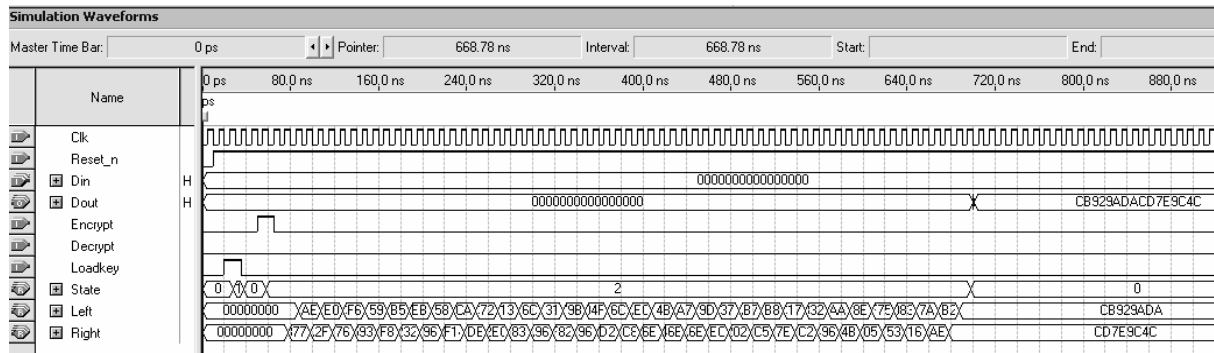 Simulation Waveforms
Master Time Bar: 0 ps Pointer: 668.78 ns Interval: 668.78 ns Start: End:
Name 0 ps 80.0 ns 160.0 ns 240.0 ns 320.0 ns 400.0 ns 480.0 ns 560.0 ns 640.0 ns 720.0 ns 800.0 ns 880.0 ns
ps
Clk
Reset_n
Din H 0000000000000000
Dout H 0000000000000000 CB929ADACD7E9C4C
Encrypt
Decrypt
Loadkey
State 0 1 0 2 0
Left 00000000 AE E0 F6 59 B5 EB 58 CA 72 13 6C 31 9B 4F 6C EC 4B A7 9D 37 B7 B8 17 32 AA 8E 75 83 7A B2 CB929ADA
Right 00000000 77 2F 76 93 F8 32 96 F1 DE EC 83 96 82 96 D2 C8 6E 46E 6E EC 02 C5 7E C2 96 4B 05 53 16 AE CD7E9C4C